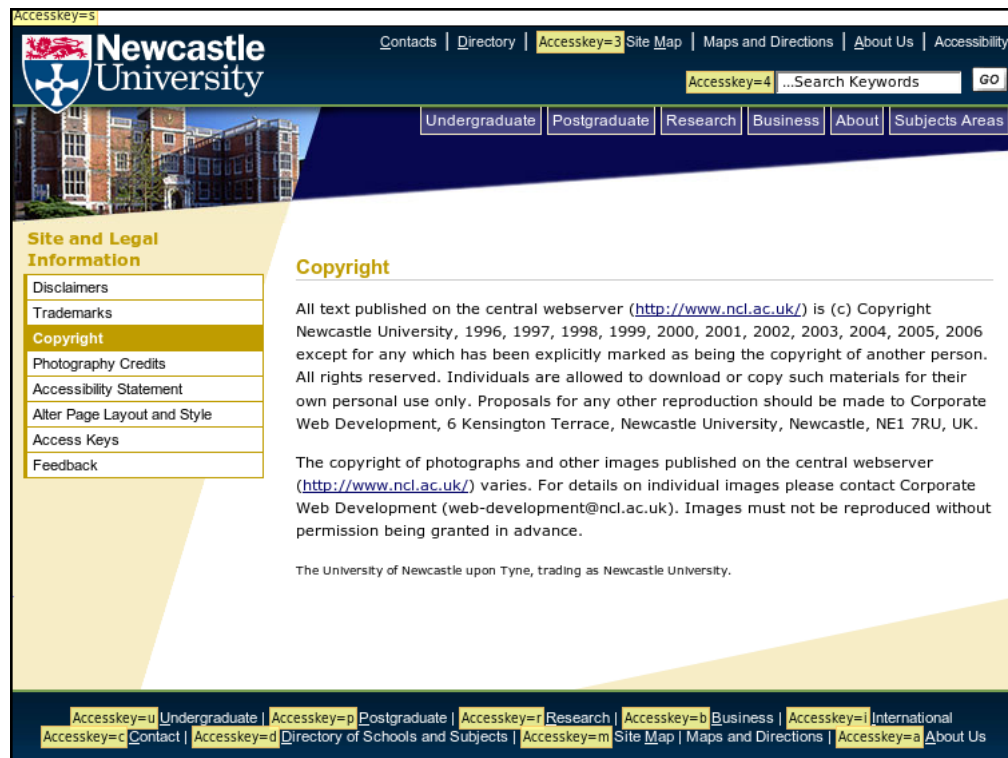 Accesskey=s
Newcastle
University
Contacts | Directory | Accesskey=3 Site Map | Maps and Directions | About Us | Accessibility
Accesskey=4 ...Search Keywords GO
Undergraduate Postgraduate Research Business About Subjects Areas
Site and Legal
Information
Disclaimers
Trademarks
Copyright
Photography Credits
Accessibility Statement
Alter Page Layout and Style
Access Keys
Feedback
Copyright
All text published on the central webserver (http://www.ncl.ac.uk/) is (c) Copyright
Newcastle University, 1996, 1997, 1998, 1999, 2000, 2001, 2002, 2003, 2004, 2005, 2006
except for any which has been explicitly marked as being the copyright of another person.
All rights reserved. Individuals are allowed to download or copy such materials for their
own personal use only. Proposals for any other reproduction should be made to Corporate
Web Development, 6 Kensington Terrace, Newcastle University, Newcastle, NE1 7RU, UK.
The copyright of photographs and other images published on the central webserver
(http://www.ncl.ac.uk/) varies. For details on individual images please contact Corporate
Web Development (web-development@ncl.ac.uk). Images must not be reproduced without
permission being granted in advance.
The University of Newcastle upon Tyne, trading as Newcastle University.
Accesskey=u Undergraduate | Accesskey=p Postgraduate | Accesskey=r Research | Accesskey=b Business | Accesskey=i International
Accesskey=c Contact | Accesskey=d Directory of Schools and Subjects | Accesskey=m Site Map | Maps and Directions | Accesskey=a About Us